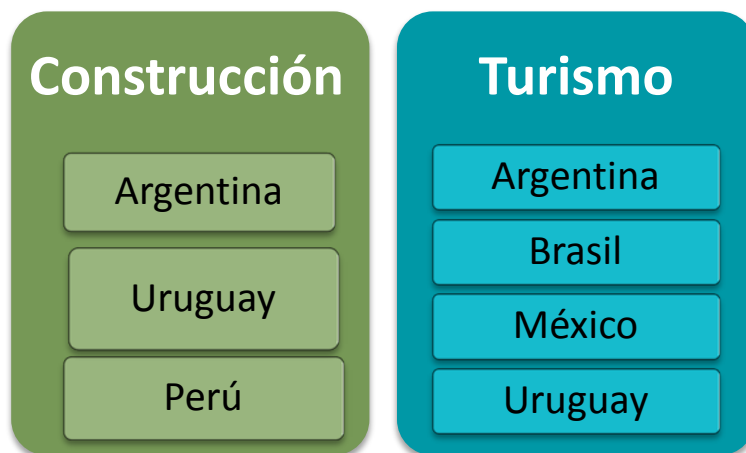 Construcción
Argentina
Uruguay
Perú
Turismo
Argentina
Brasil
México
Uruguay